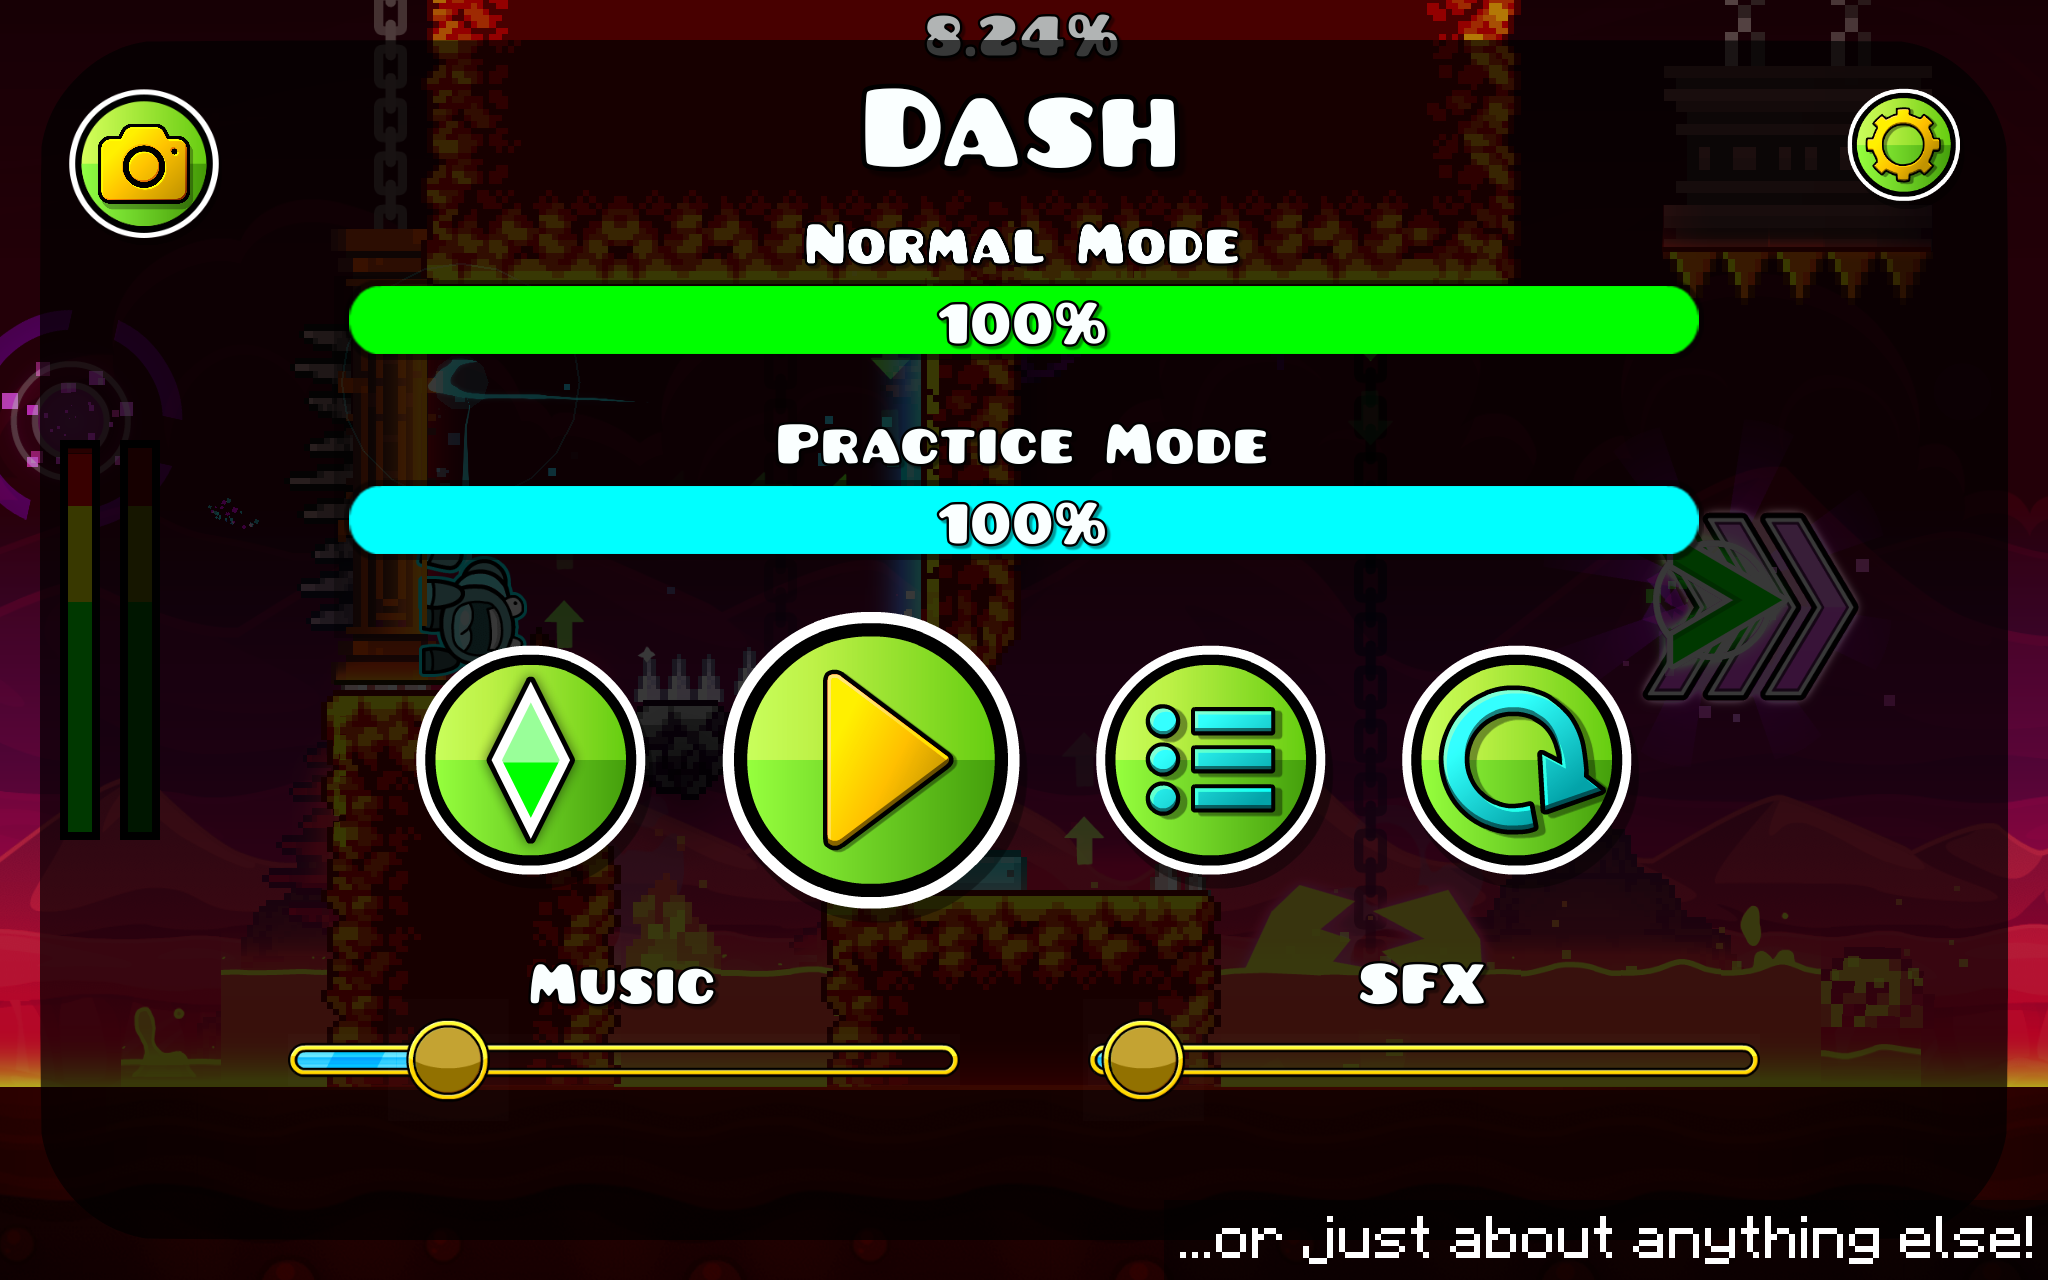 8.24%
Dash
Normal Mode
100%
Practice Mode
100%
Music
SFX
...or just about anything else!